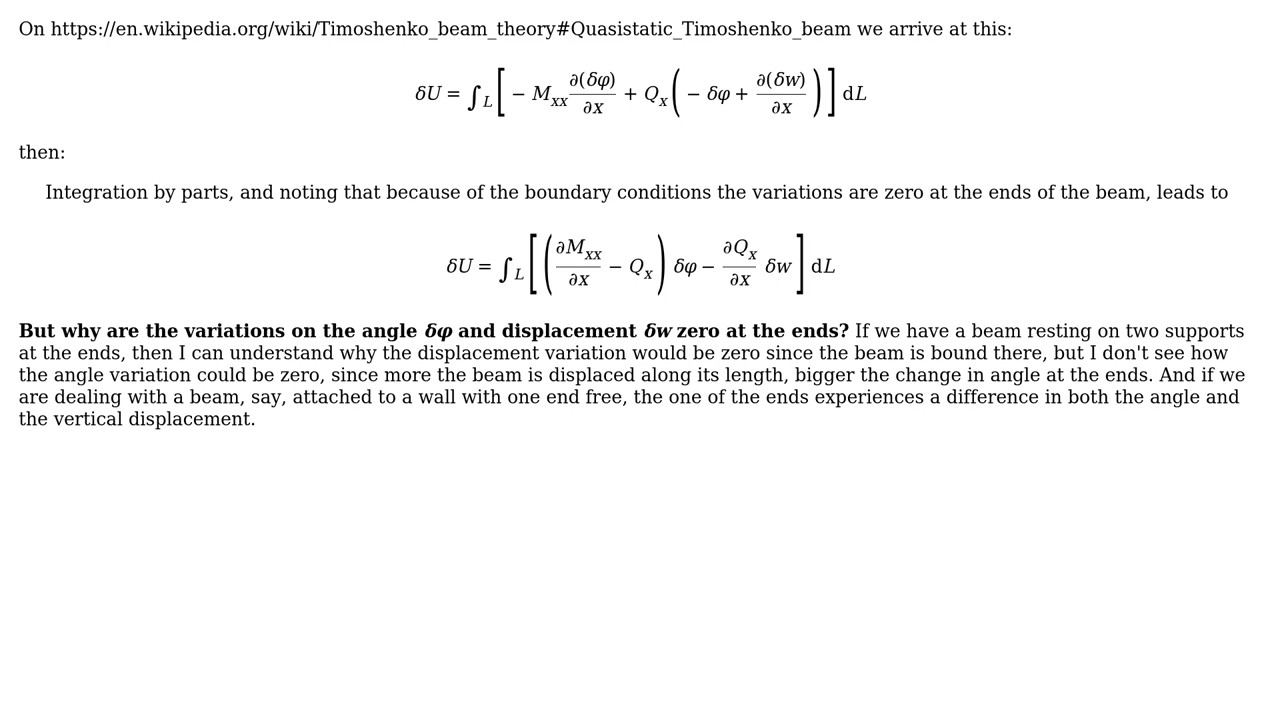 On https://en.wikipedia.org/wiki/Timoshenko_beam_theory#Quasistatic_Timoshenko_beam we arrive at this:
δU = ∫_L [ − M_xx ∂(δφ)/∂x + Q_x ( − δφ + ∂(δw)/∂x ) ] dL
then:
Integration by parts, and noting that because of the boundary conditions the variations are zero at the ends of the beam, leads to
δU = ∫_L [ ( ∂M_xx/∂x − Q_x ) δφ − ∂Q_x/∂x δw ] dL
But why are the variations on the angle δφ and displacement δw zero at the ends? If we have a beam resting on two supports
at the ends, then I can understand why the displacement variation would be zero since the beam is bound there, but I don't see how
the angle variation could be zero, since more the beam is displaced along its length, bigger the change in angle at the ends. And if we
are dealing with a beam, say, attached to a wall with one end free, the one of the ends experiences a difference in both the angle and
the vertical displacement.